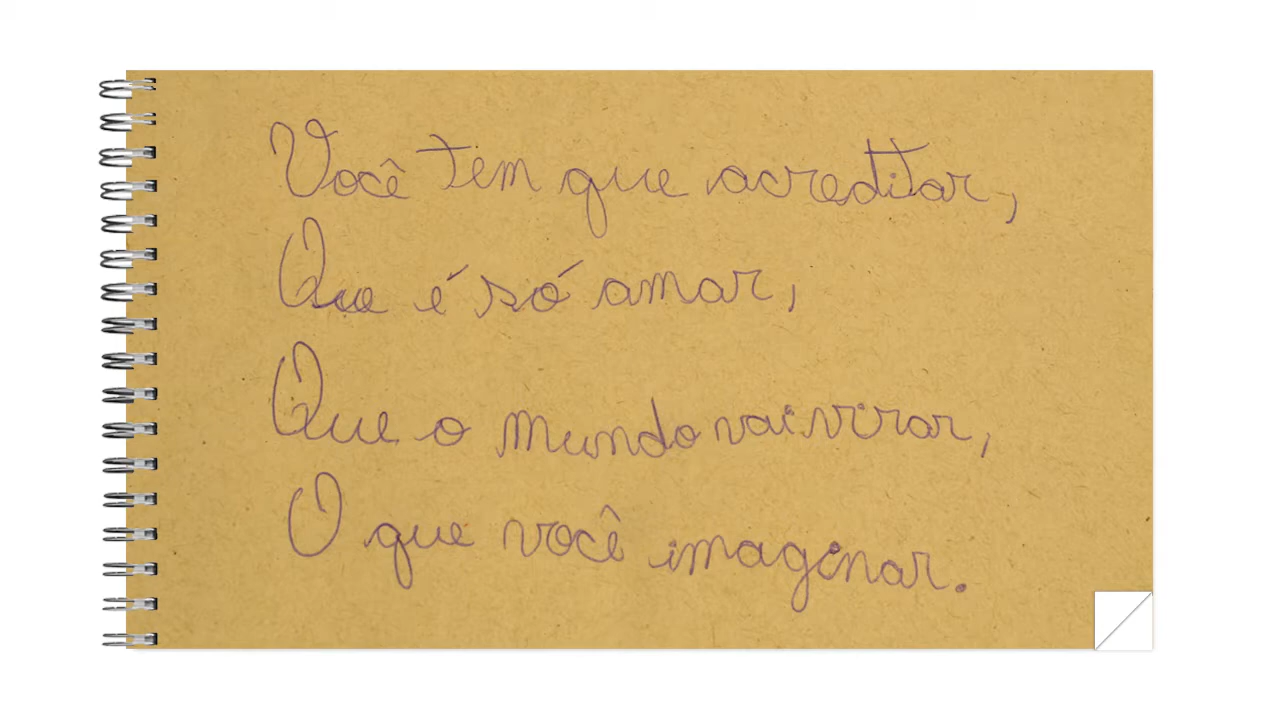 Você tem que acreditar,
Que é só amar,
Que o mundo vai virar,
O que você imaginar.